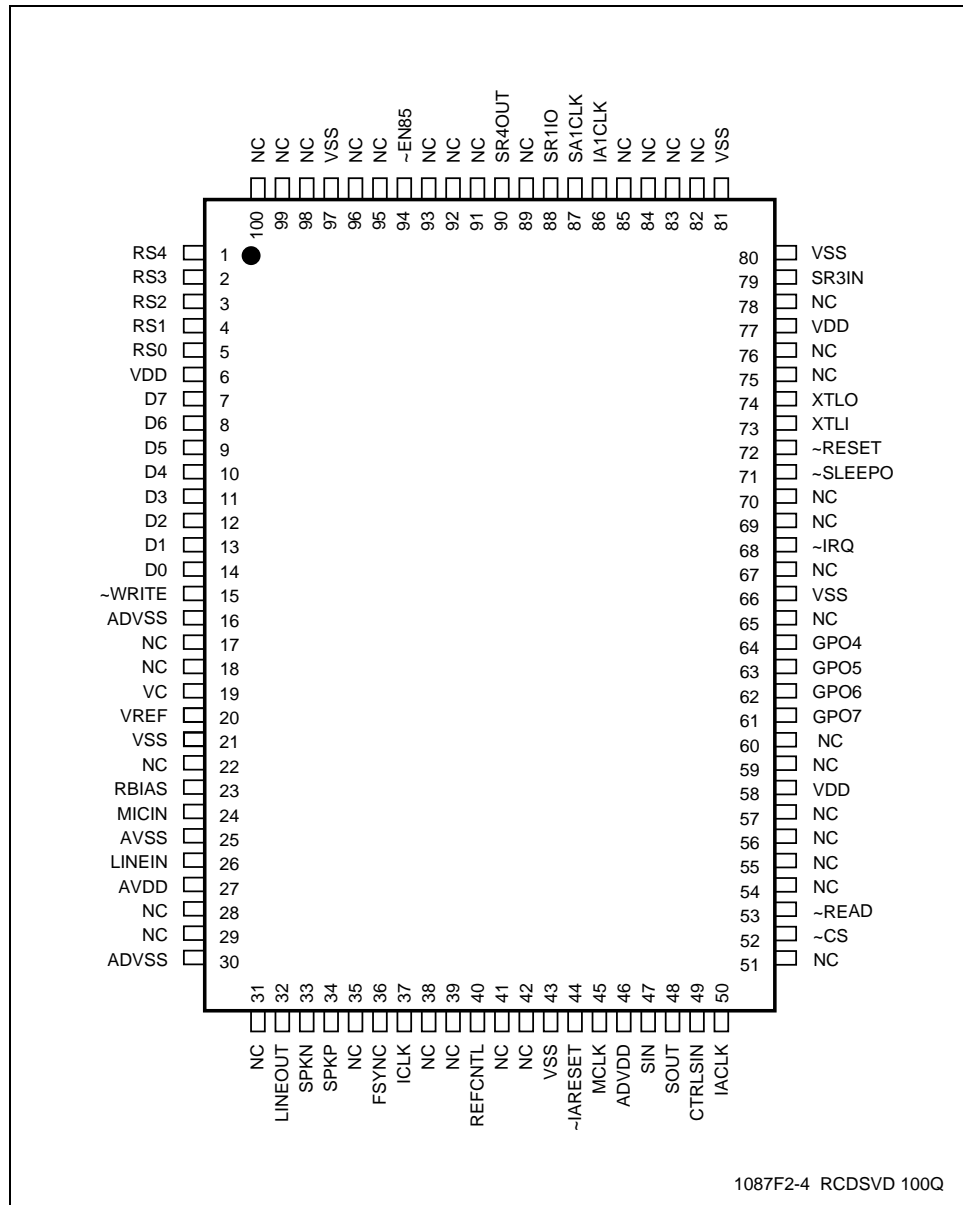 NC
NC
NC
VSS
NC
NC
~EN85
NC
NC
NC
SR4OUT
NC
SR1IO
SA1CLK
IA1CLK
NC
NC
NC
NC
VSS
100
99
98
97
96
95
94
93
92
91
90
89
88
87
86
85
84
83
82
81
RS4 1
RS3 2
RS2 3
RS1 4
RS0 5
VDD 6
D7 7
D6 8
D5 9
D4 10
D3 11
D2 12
D1 13
D0 14
~WRITE 15
ADVSS 16
NC 17
NC 18
VC 19
VREF 20
VSS 21
NC 22
RBIAS 23
MICIN 24
AVSS 25
LINEIN 26
AVDD 27
NC 28
NC 29
ADVSS 30
80 VSS
79 SR3IN
78 NC
77 VDD
76 NC
75 NC
74 XTLO
73 XTLI
72 ~RESET
71 ~SLEEPO
70 NC
69 NC
68 ~IRQ
67 NC
66 VSS
65 NC
64 GPO4
63 GPO5
62 GPO6
61 GPO7
60 NC
59 NC
58 VDD
57 NC
56 NC
55 NC
54 NC
53 ~READ
52 ~CS
51 NC
31
32
33
34
35
36
37
38
39
40
41
42
43
44
45
46
47
48
49
50
NC
LINEOUT
SPKN
SPKP
NC
FSYNC
ICLK
NC
NC
REFCNTL
NC
NC
VSS
~IARESET
MCLK
ADVDD
SIN
SOUT
CTRLSIN
IACLK
1087F2-4 RCDSVD 100Q